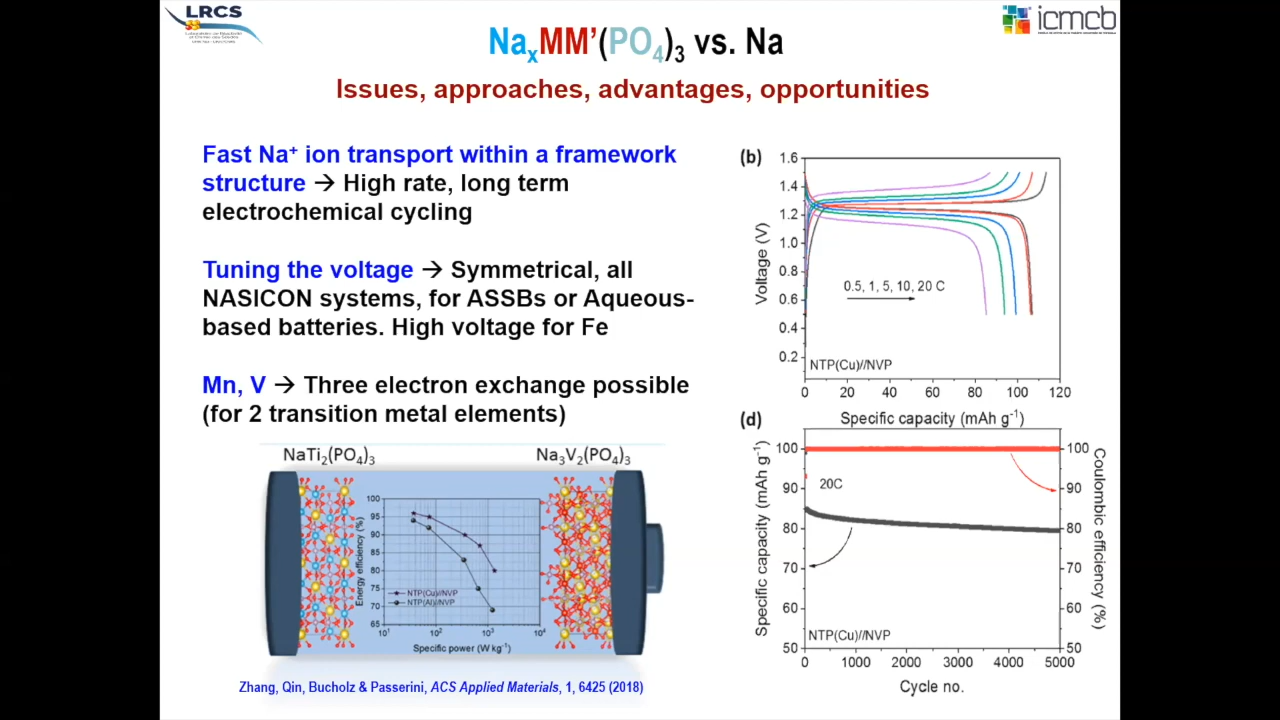 LRCS
icmcb
NaxMM’(PO4)3 vs. Na
Issues, approaches, advantages, opportunities
Fast Na+ ion transport within a framework
structure → High rate, long term
electrochemical cycling
Tuning the voltage → Symmetrical, all
NASICON systems, for ASSBs or Aqueous-
based batteries. High voltage for Fe
Mn, V → Three electron exchange possible
(for 2 transition metal elements)
NaTi2(PO4)3
Na3V2(PO4)3
100
95
90
85
80
75
70
65
Energy efficiency (%)
NTP(Cu)//NVP
NTP(Al)//NVP
10^1
10^2
10^3
10^4
Specific power (W kg-1)
Zhang, Qin, Bucholz & Passerini, ACS Applied Materials, 1, 6425 (2018)
(b)
1.6
1.4
1.2
1.0
0.8
0.6
0.4
0.2
Voltage (V)
0.5, 1, 5, 10, 20 C
NTP(Cu)//NVP
0 20 40 60 80 100 120
Specific capacity (mAh g-1)
(d)
100
90
80
70
60
50
Specific capacity (mAh g-1)
20C
NTP(Cu)//NVP
100
90
80
70
60
50
Coulombic efficiency (%)
0 1000 2000 3000 4000 5000
Cycle no.